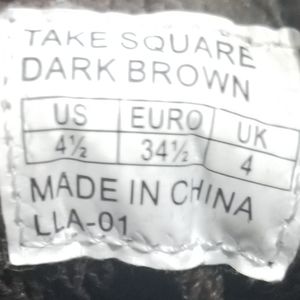 TAKE SQUARE
DARK BROWN
US EURO UK
4½ 34½ 4
MADE IN CHINA
LLA-01